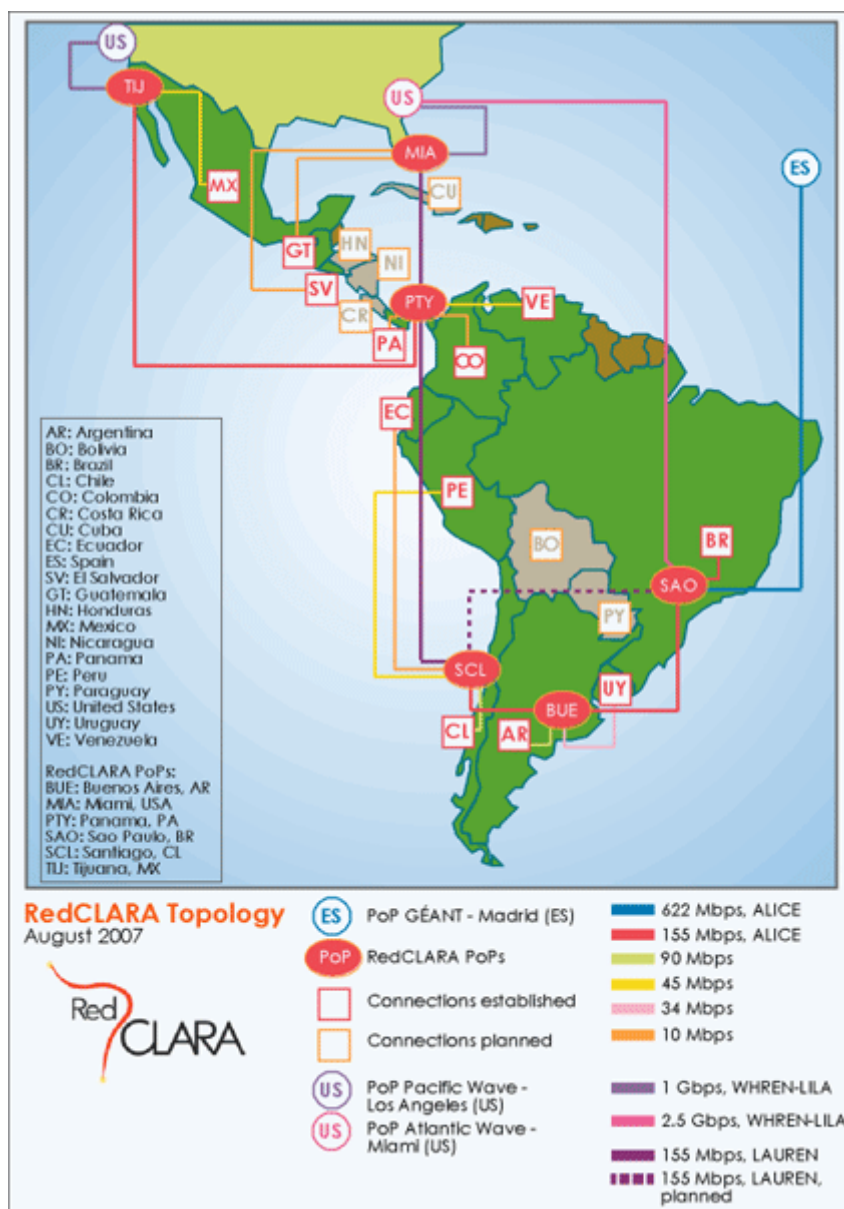 US
TIJ
US
MIA
ES
MX
CU
GT
HN
NI
SV
CR
PTY
VE
PA
CO
EC
PE
BR
BO
SAO
PY
SCL
UY
CL
AR
BUE
AR: Argentina
BO: Bolivia
BR: Brazil
CL: Chile
CO: Colombia
CR: Costa Rica
CU: Cuba
EC: Ecuador
ES: Spain
SV: El Salvador
GT: Guatemala
HN: Honduras
MX: Mexico
NI: Nicaragua
PA: Panama
PE: Peru
PY: Paraguay
US: United States
UY: Uruguay
VE: Venezuela
RedCLARA PoPs:
BUE: Buenos Aires, AR
MIA: Miami, USA
PTY: Panama, PA
SAO: Sao Paulo, BR
SCL: Santiago, CL
TIJ: Tijuana, MX
RedCLARA Topology
August 2007
Red
CLARA
ES PoP GÉANT - Madrid (ES)
PoP RedCLARA PoPs
Connections established
Connections planned
US PoP Pacific Wave -
Los Angeles (US)
US PoP Atlantic Wave -
Miami (US)
622 Mbps, ALICE
155 Mbps, ALICE
90 Mbps
45 Mbps
34 Mbps
10 Mbps
1 Gbps, WHREN-LILA
2.5 Gbps, WHREN-LILA
155 Mbps, LAUREN
155 Mbps, LAUREN,
planned